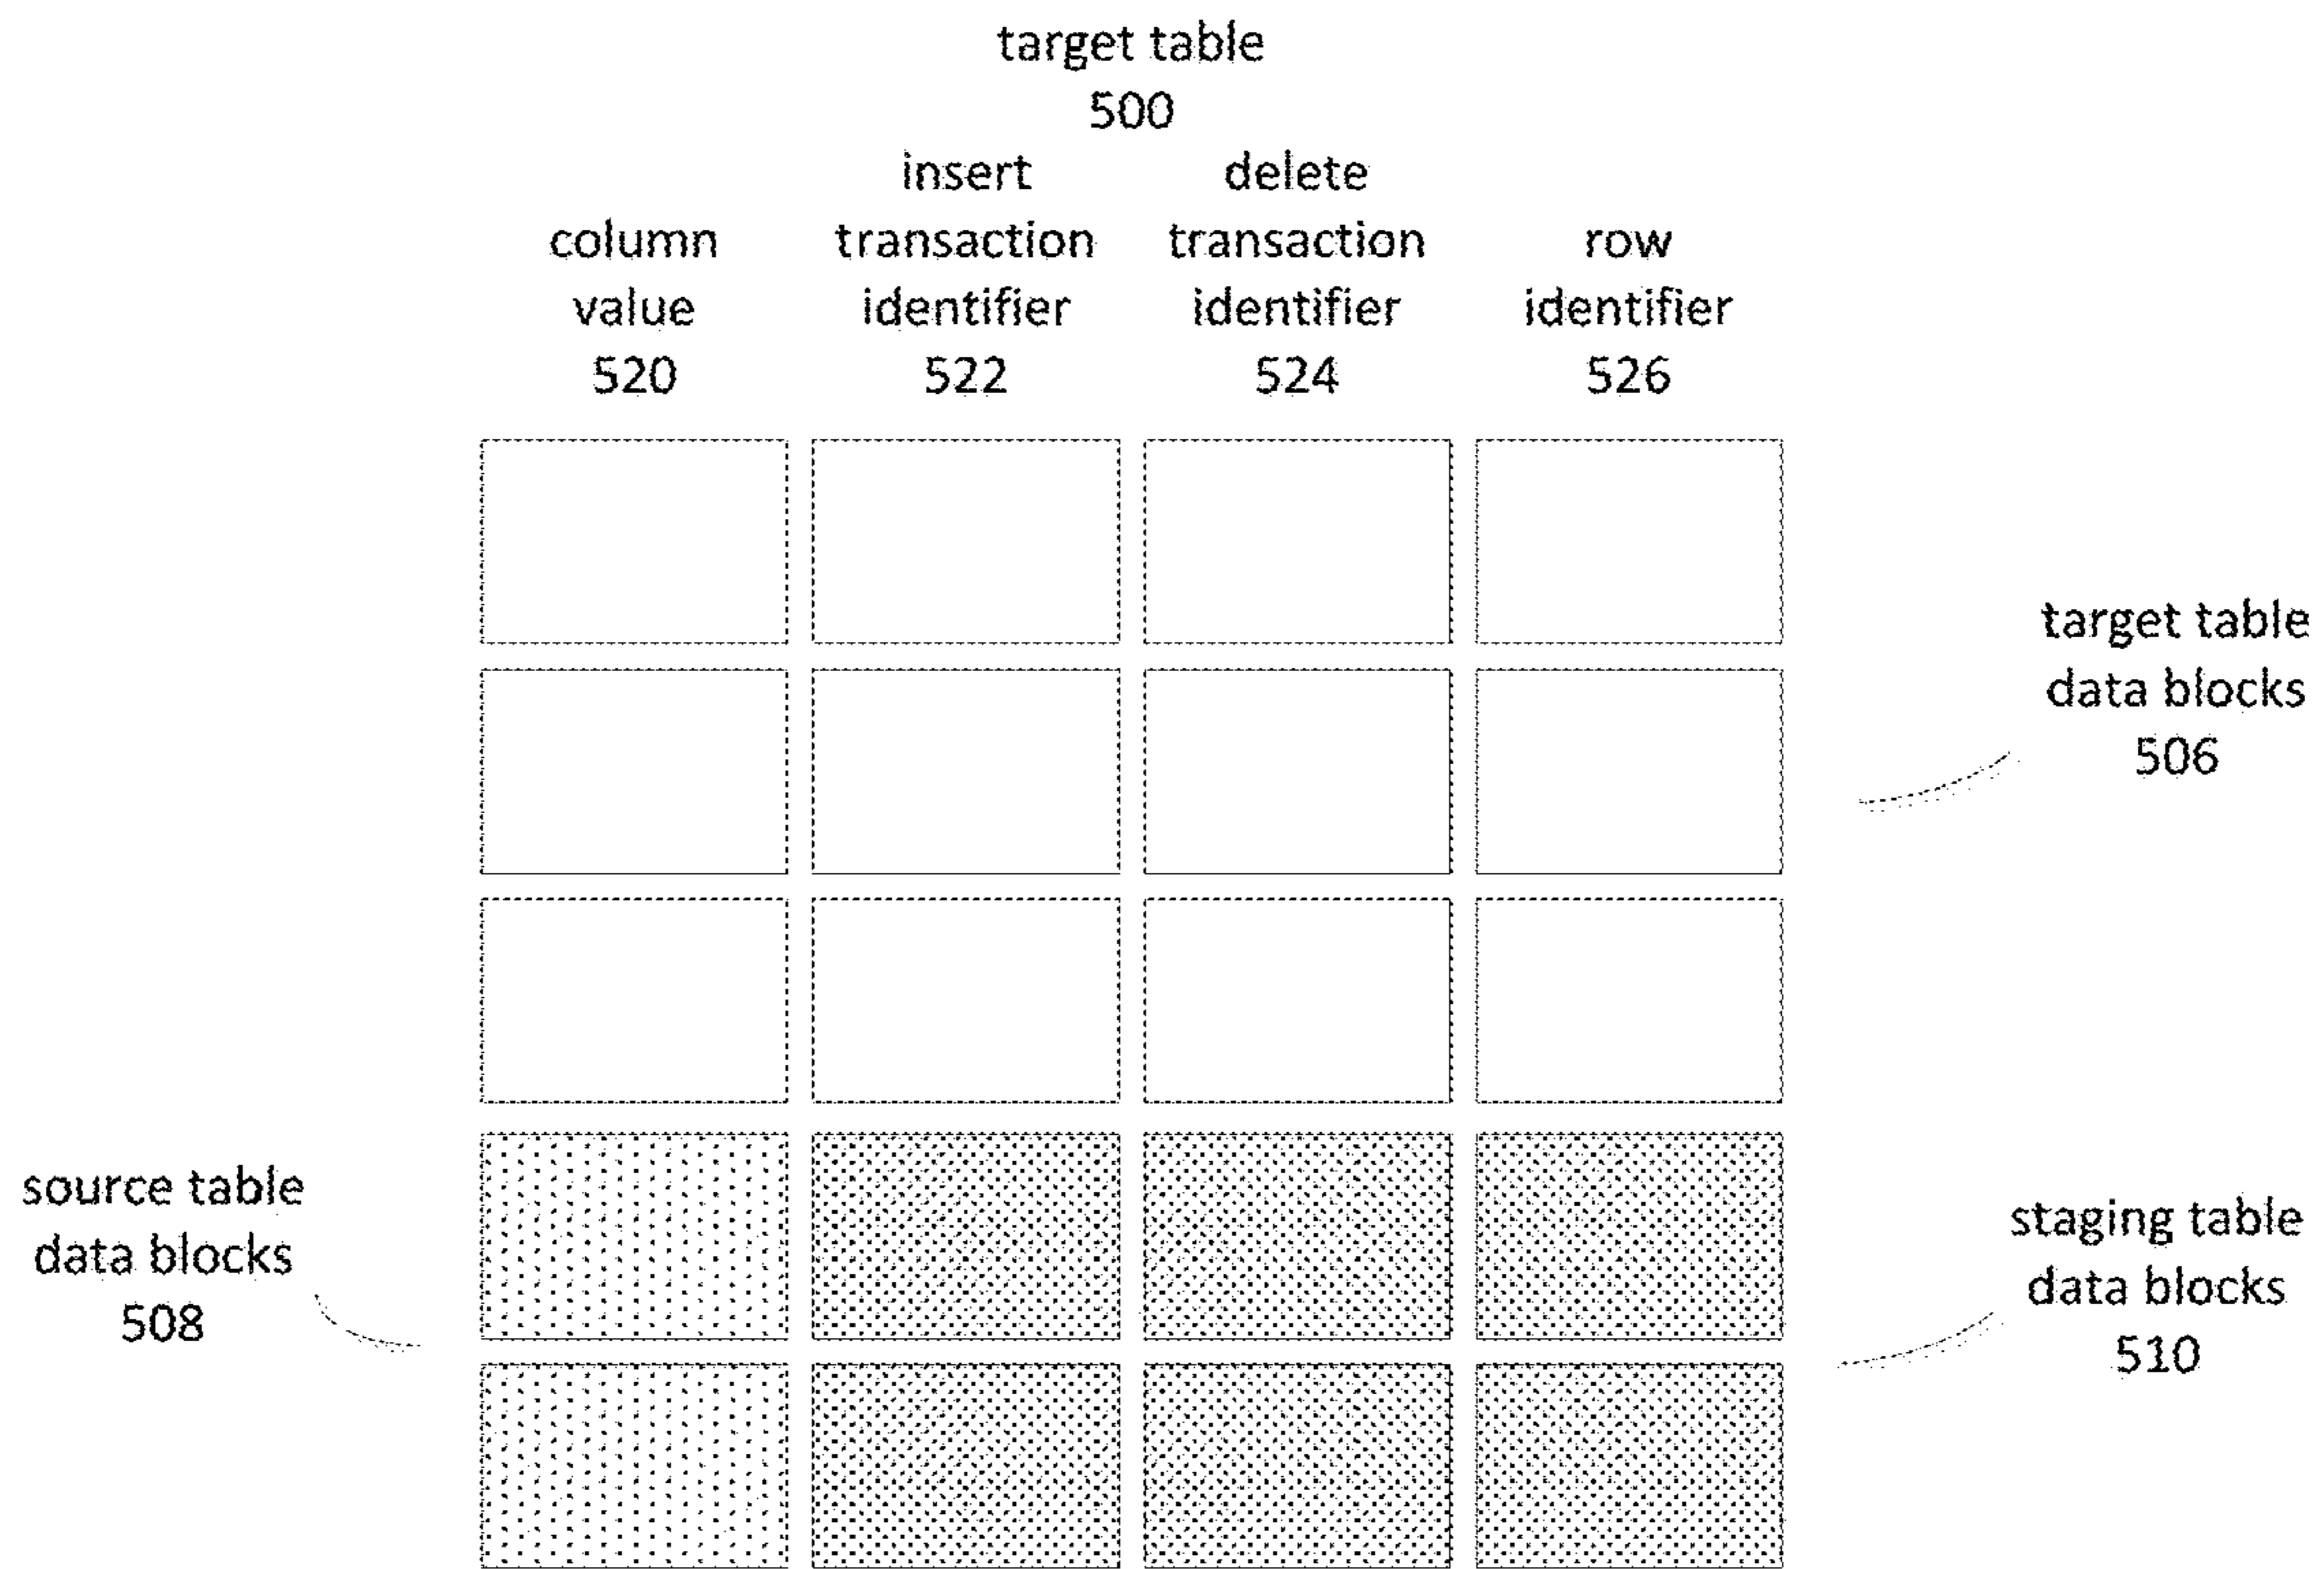 target table
500
column
value
520
insert
transaction
identifier
522
delete
transaction
identifier
524
row
identifier
526
target table
data blocks
506
source table
data blocks
508
staging table
data blocks
510